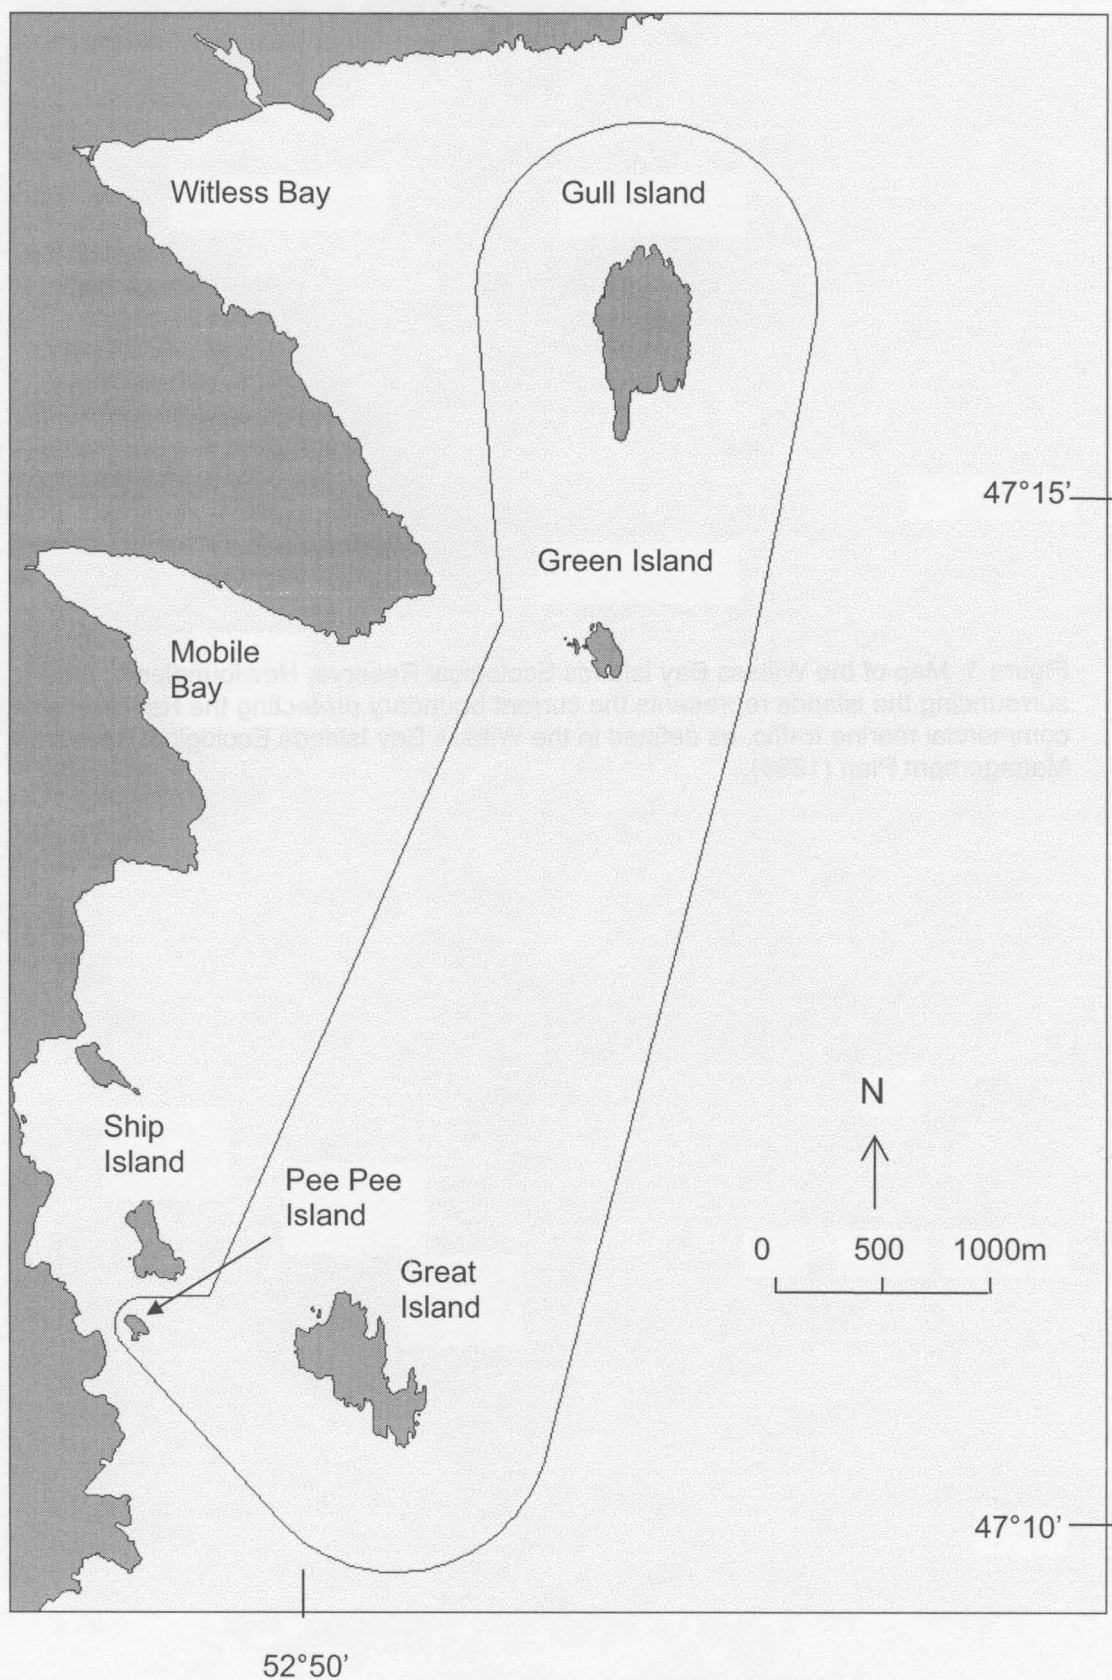 Witless Bay
Gull Island
47°15'
Green Island
Mobile
Bay
Ship
Island
Pee Pee
Island
Great
Island
N
0 500 1000m
47°10'
52°50'